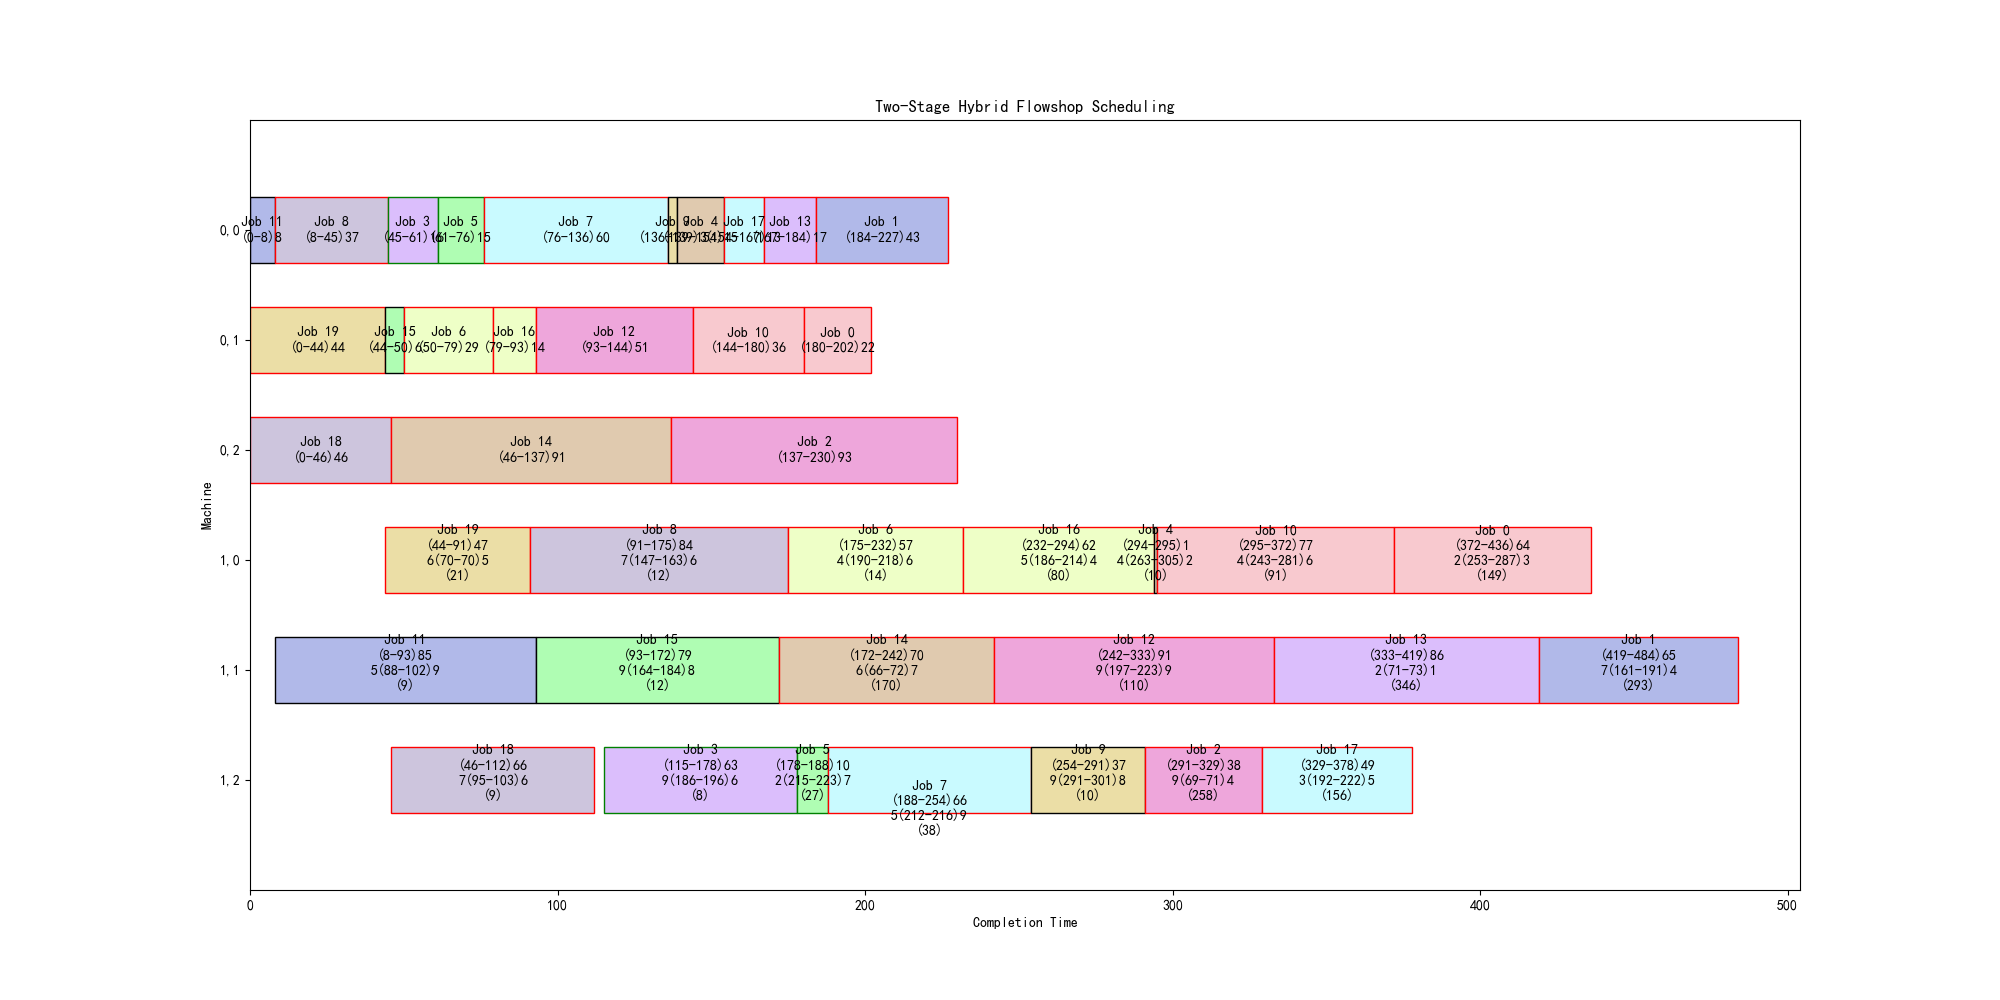 Two-Stage Hybrid Flowshop Scheduling
Machine
0,0
Job 11
(0-8)8
Job 8
(8-45)37
Job 3
(45-61)16
Job 5
(61-76)15
Job 7
(76-136)60
Job 9
Job 4
Job 17
Job 13
(167-184)17
Job 1
(184-227)43
0,1
Job 19
(0-44)44
Job 15
(44-50)6
Job 6
(50-79)29
Job 16
(79-93)14
Job 12
(93-144)51
Job 10
(144-180)36
Job 0
(180-202)22
0,2
Job 18
(0-46)46
Job 14
(46-137)91
Job 2
(137-230)93
1,0
Job 19
(44-91)47
6(70-70)5
(21)
Job 8
(91-175)84
7(147-163)6
(12)
Job 6
(175-232)57
4(190-218)6
(14)
Job 16
(232-294)62
5(186-214)4
(80)
Job 4
(294-295)1
4(263-305)2
(10)
Job 10
(295-372)77
4(243-281)6
(91)
Job 0
(372-436)64
2(253-287)3
(149)
1,1
Job 11
(8-93)85
5(88-102)9
(9)
Job 15
(93-172)79
9(164-184)8
(12)
Job 14
(172-242)70
6(66-72)7
(170)
Job 12
(242-333)91
9(197-223)9
(110)
Job 13
(333-419)86
2(71-73)1
(346)
Job 1
(419-484)65
7(161-191)4
(293)
1,2
Job 18
(46-112)66
7(95-103)6
(9)
Job 3
(115-178)63
9(186-196)6
(8)
Job 5
(178-188)10
2(215-223)7
(27)
Job 7
(188-254)66
5(212-216)9
(38)
Job 9
(254-291)37
9(291-301)8
(10)
Job 2
(291-329)38
9(69-71)4
(258)
Job 17
(329-378)49
3(192-222)5
(156)
0
100
200
300
400
500
Completion Time